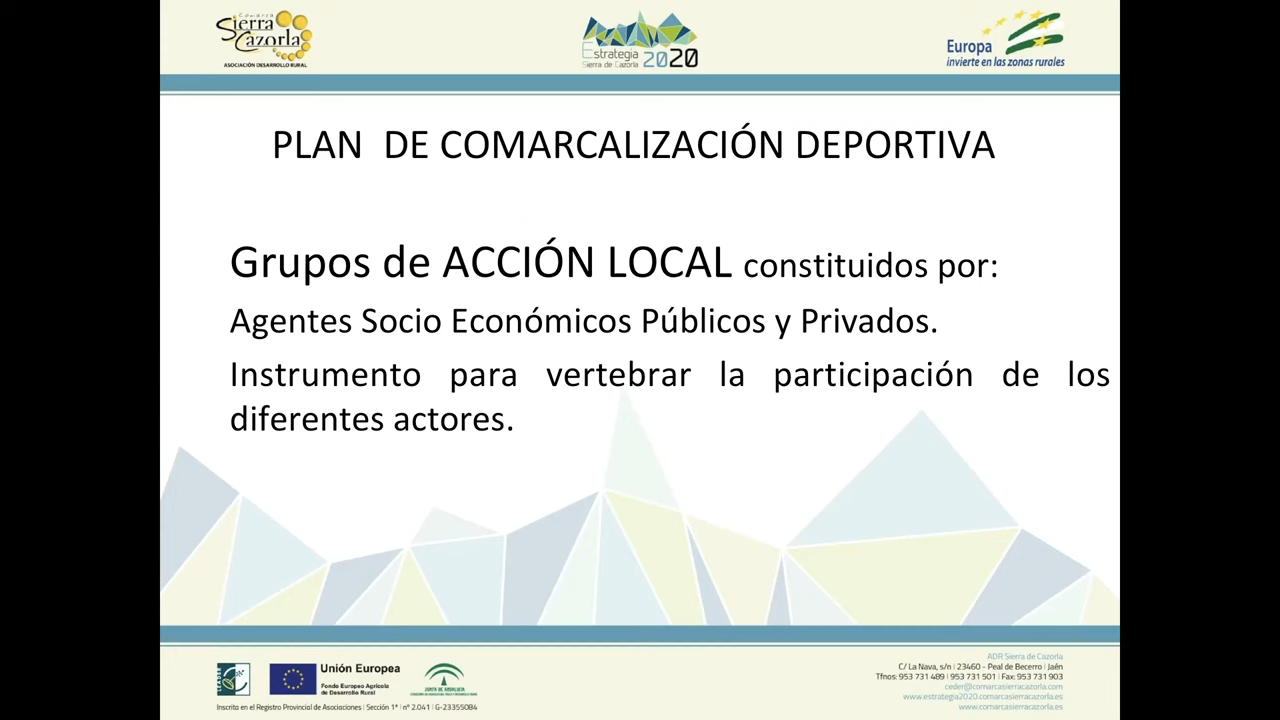 Comarca
Sierra
Cazorla
ASOCIACIÓN DESARROLLO RURAL
Estrategia
Sierra de Cazorla 2020
Europa
invierte en las zonas rurales
PLAN DE COMARCALIZACIÓN DEPORTIVA
Grupos de ACCIÓN LOCAL constituidos por:
Agentes Socio Económicos Públicos y Privados.
Instrumento para vertebrar la participación de los
diferentes actores.
LEADER
Unión Europea
Fondo Europeo Agrícola
de Desarrollo Rural
JUNTA DE ANDALUCIA
Inscrita en el Registro Provincial de Asociaciones | Sección 1ª | nº 2.041 | G-23355084
ADR Sierra de Cazorla
C/ La Nava, s/n | 23460 - Peal de Becerro | Jaén
Tfnos: 953 731 489 | 953 731 501 | Fax: 953 731 903
ceder@comarcasierracazorla.com
www.estrategia2020.comarcasierracazorla.es
www.comarcasierracazorla.es